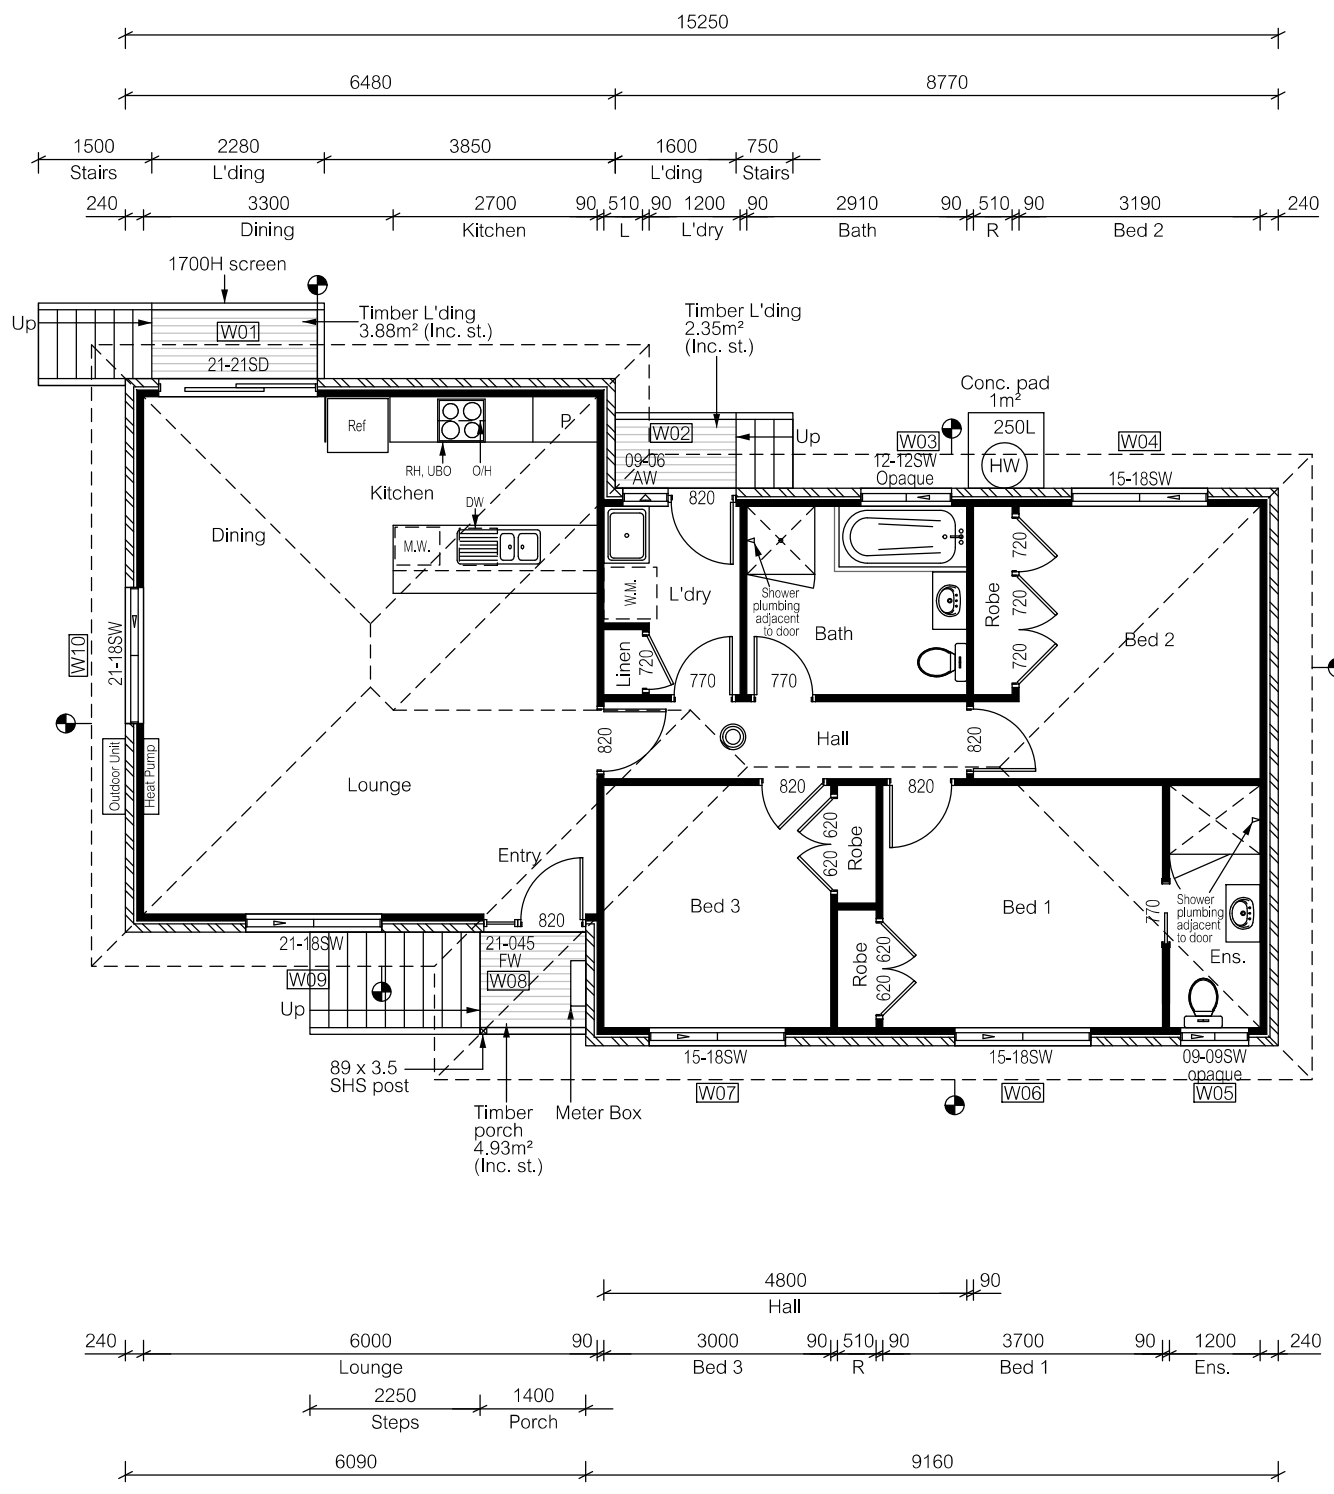 15250
6480 8770
1500 2280 3850 1600 750
Stairs L'ding L'ding Stairs
240 3300 2700 90 510 90 1200 90 2910 90 510 90 3190 240
Dining Kitchen L L'dry Bath R Bed 2
1700H screen
Up
W01
21-21SD
Timber L'ding
3.88m² (Inc. st.)
Timber L'ding
2.35m²
(Inc. st.)
Conc. pad
1m²
250L
HW
W02
Up
09-06
AW
820
W03
12-12SW
Opaque
W04
15-18SW
Ref
P
RH, UBO
O/H
Kitchen
DW
M.W.
Dining
W.M.
L'dry
Shower
plumbing
adjacent
to door
Bath
Robe
720
720
720
Bed 2
Linen
720
770
770
W10
21-18SW
Outdoor Unit
Heat Pump
Lounge
820
Hall
820
820
820
620
620
Robe
Entry
820
Bed 3
Bed 1
Robe
620
620
770
Shower
plumbing
adjacent
to door
Ens.
21-18SW
W09
21-045
FW
W08
Up
15-18SW
W07
15-18SW
W06
09-09SW
opaque
W05
89 x 3.5
SHS post
Timber
porch
4.93m²
(Inc. st.)
Meter Box
4800 90
Hall
240 6000 90 3000 90 510 90 3700 90 1200 240
Lounge Bed 3 R Bed 1 Ens.
2250 1400
Steps Porch
6090 9160